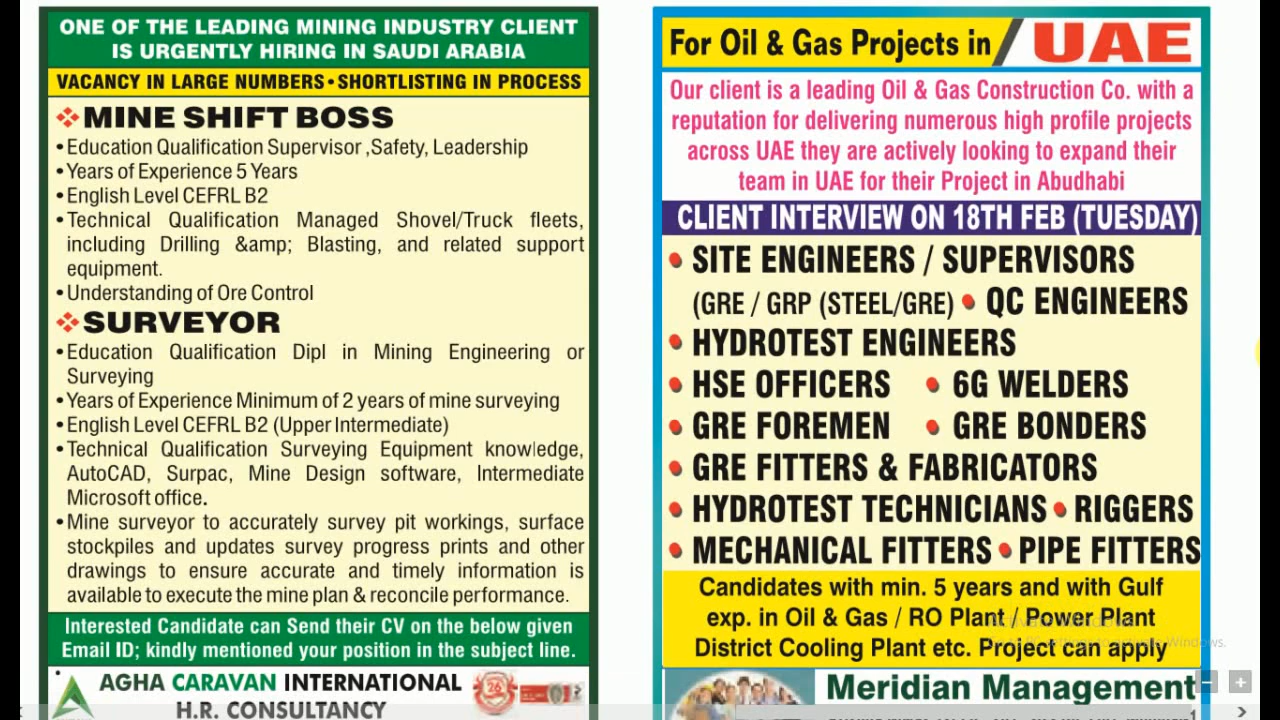 ONE OF THE LEADING MINING INDUSTRY CLIENT
IS URGENTLY HIRING IN SAUDI ARABIA
VACANCY IN LARGE NUMBERS • SHORTLISTING IN PROCESS
❖ MINE SHIFT BOSS
• Education Qualification Supervisor ,Safety, Leadership
• Years of Experience 5 Years
• English Level CEFRL B2
• Technical Qualification Managed Shovel/Truck fleets,
including Drilling &amp; Blasting, and related support
equipment.
• Understanding of Ore Control
❖ SURVEYOR
• Education Qualification Dipl in Mining Engineering or
Surveying
• Years of Experience Minimum of 2 years of mine surveying
• English Level CEFRL B2 (Upper Intermediate)
• Technical Qualification Surveying Equipment knowledge,
AutoCAD, Surpac, Mine Design software, Intermediate
Microsoft office.
• Mine surveyor to accurately survey pit workings, surface
stockpiles and updates survey progress prints and other
drawings to ensure accurate and timely information is
available to execute the mine plan & reconcile performance.
Interested Candidate can Send their CV on the below given
Email ID; kindly mentioned your position in the subject line.
AGHA CARAVAN INTERNATIONAL
H.R. CONSULTANCY
26
For Oil & Gas Projects in / UAE
Our client is a leading Oil & Gas Construction Co. with a
reputation for delivering numerous high profile projects
across UAE they are actively looking to expand their
team in UAE for their Project in Abudhabi
CLIENT INTERVIEW ON 18TH FEB (TUESDAY)
• SITE ENGINEERS / SUPERVISORS
(GRE / GRP (STEEL/GRE) • QC ENGINEERS
• HYDROTEST ENGINEERS
• HSE OFFICERS • 6G WELDERS
• GRE FOREMEN • GRE BONDERS
• GRE FITTERS & FABRICATORS
• HYDROTEST TECHNICIANS • RIGGERS
• MECHANICAL FITTERS • PIPE FITTERS
Candidates with min. 5 years and with Gulf
exp. in Oil & Gas / RO Plant / Power Plant
District Cooling Plant etc. Project can apply
Activate Windows
Go to PC settings to activate Windows.
Meridian Management